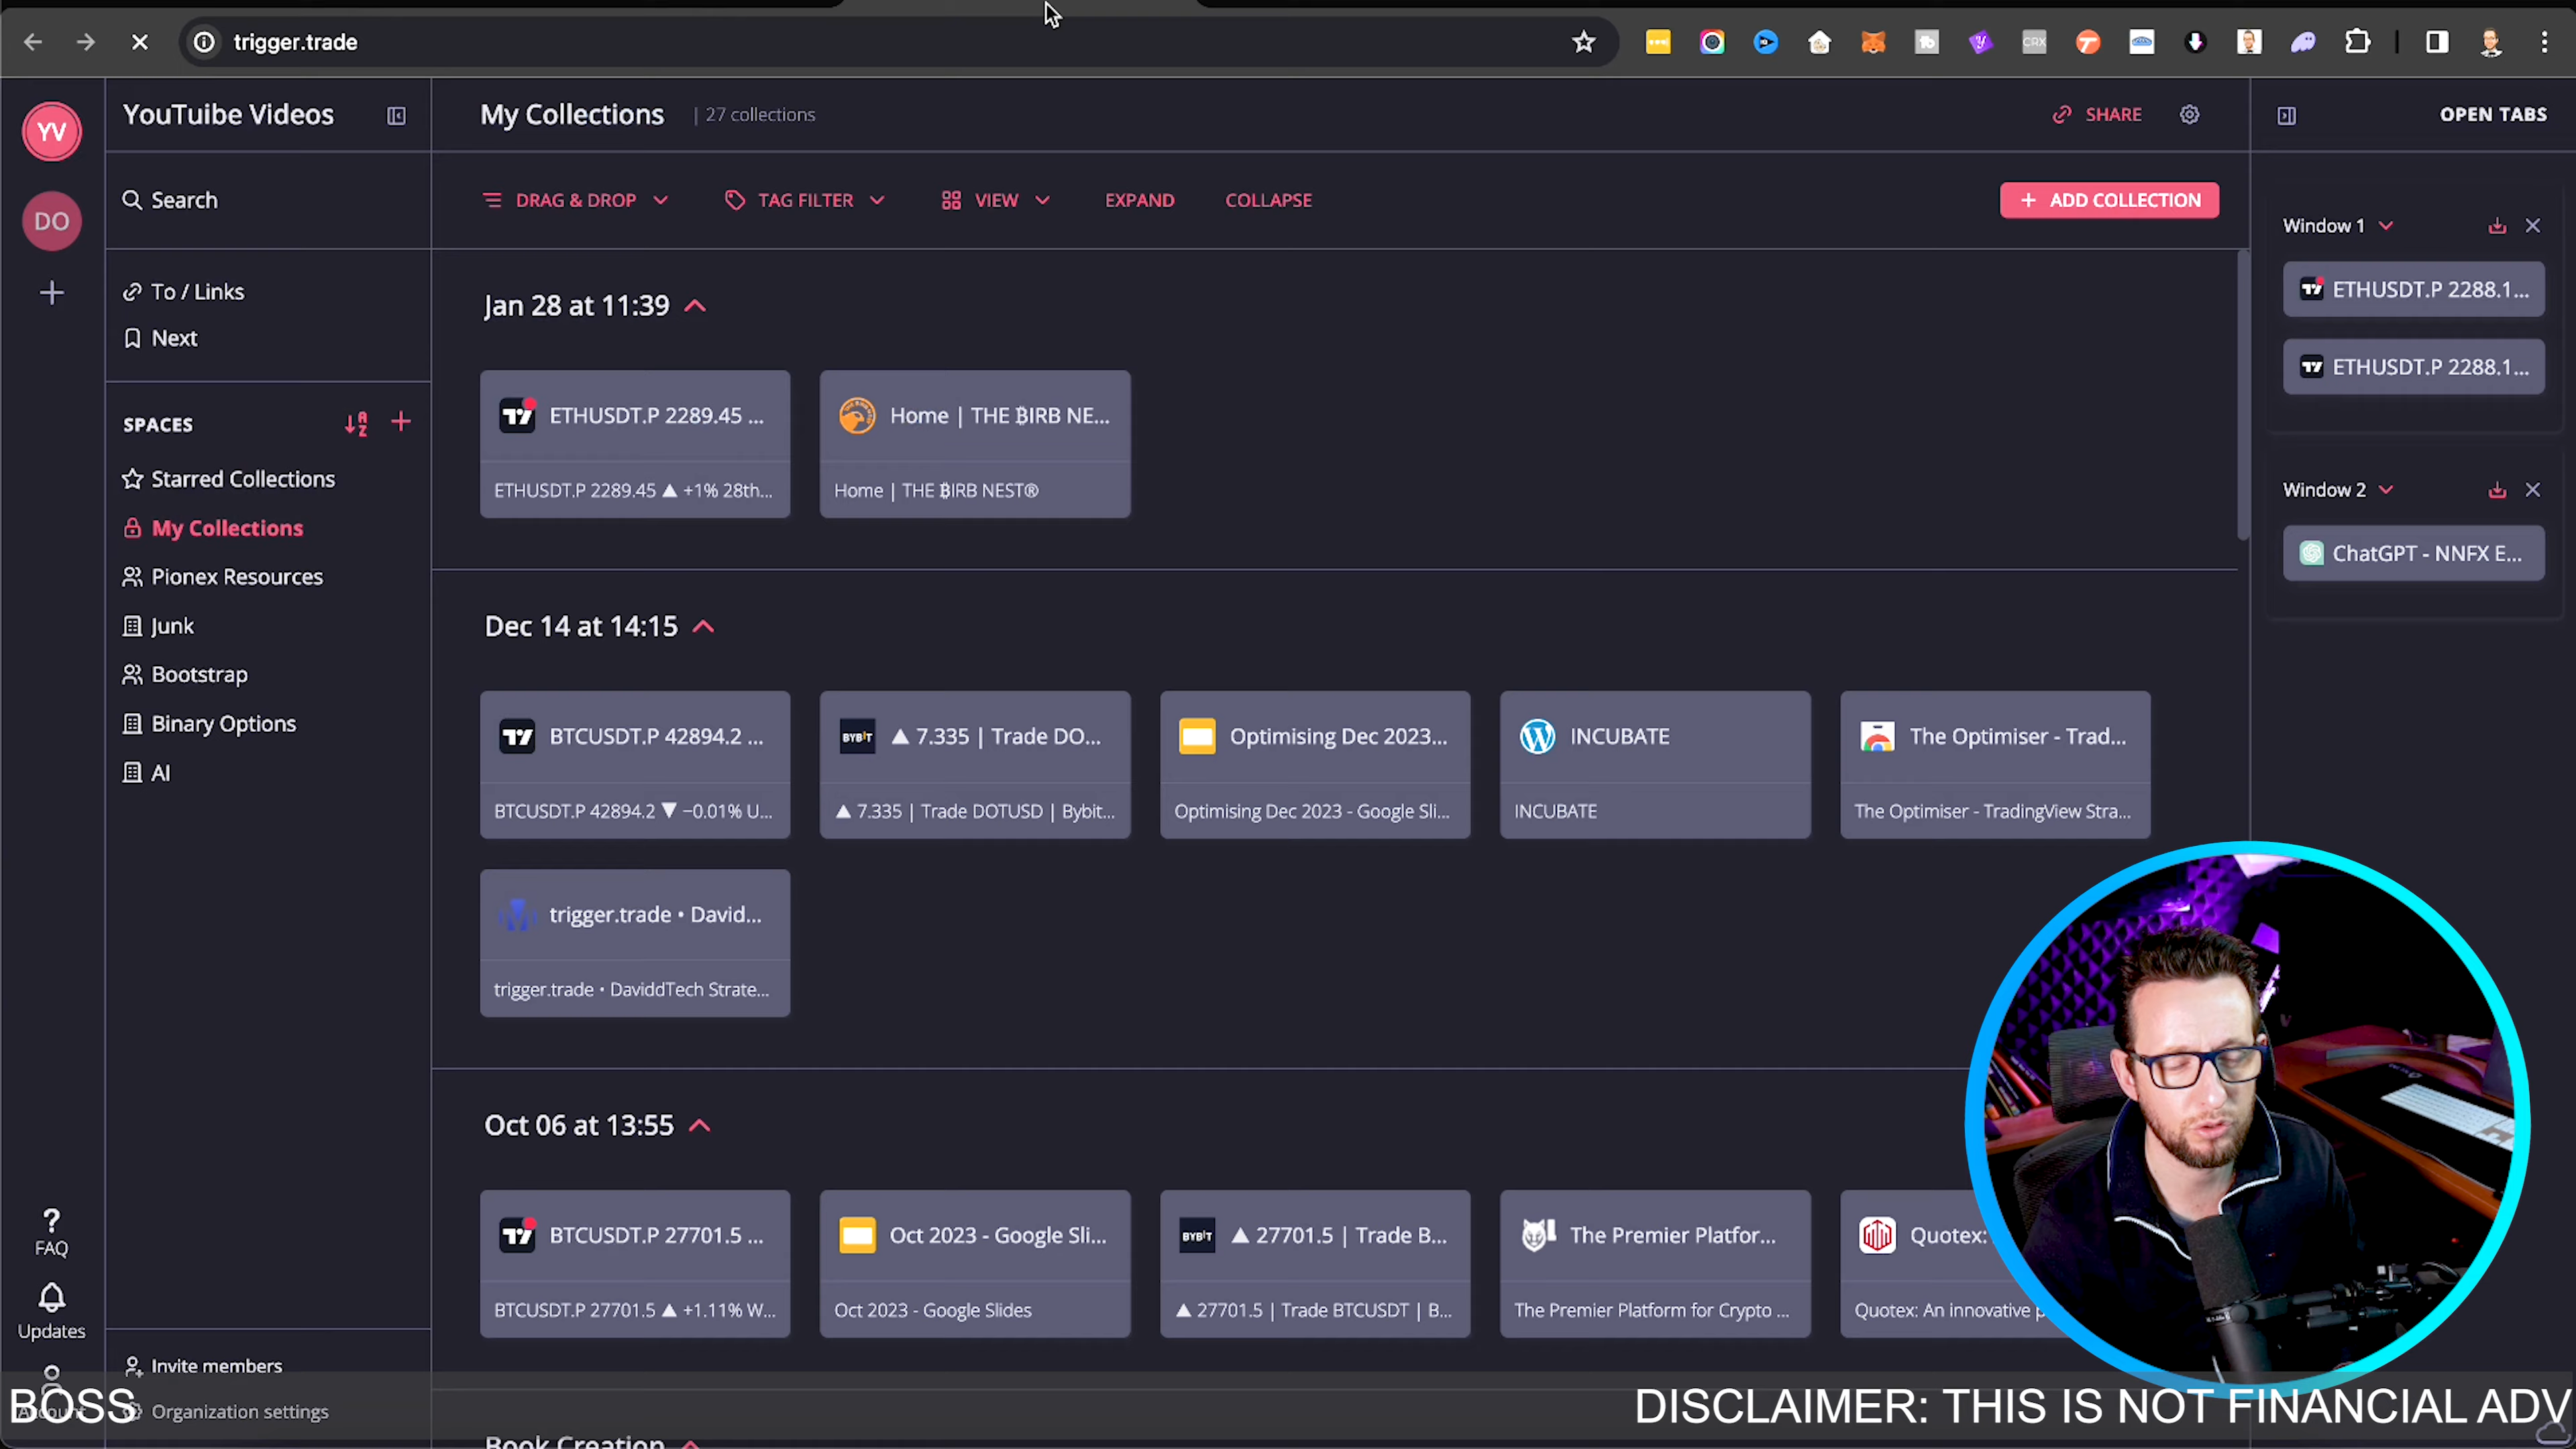 trigger.trade
YV
YouTuibe Videos
My Collections
| 27 collections
SHARE
OPEN TABS
DO
Search
DRAG & DROP
TAG FILTER
VIEW
EXPAND
COLLAPSE
+ ADD COLLECTION
To / Links
Next
SPACES
Starred Collections
My Collections
Pionex Resources
Junk
Bootstrap
Binary Options
AI
Jan 28 at 11:39
ETHUSDT.P 2289.45 ...
ETHUSDT.P 2289.45 ▲ +1% 28th...
Home | THE ₿IRB NE...
Home | THE ₿IRB NEST®
Dec 14 at 14:15
BTCUSDT.P 42894.2 ...
BTCUSDT.P 42894.2 ▼ −0.01% U...
BYBIT
▲ 7.335 | Trade DO...
▲ 7.335 | Trade DOTUSD | Bybit...
Optimising Dec 2023...
Optimising Dec 2023 - Google Sli...
INCUBATE
INCUBATE
The Optimiser - Trad...
The Optimiser - TradingView Stra...
trigger.trade • David...
trigger.trade • DaviddTech Strate...
Oct 06 at 13:55
BTCUSDT.P 27701.5 ...
BTCUSDT.P 27701.5 ▲ +1.11% W...
Oct 2023 - Google Sli...
Oct 2023 - Google Slides
BYBIT
▲ 27701.5 | Trade B...
▲ 27701.5 | Trade BTCUSDT | B...
The Premier Platfor...
The Premier Platform for Crypto ...
Quotex:
Quotex: An innovative p
Book Creation
Window 1
ETHUSDT.P 2288.1...
ETHUSDT.P 2288.1...
Window 2
ChatGPT - NNFX E...
FAQ
Updates
Invite members
Organization settings
BOSS
DISCLAIMER: THIS IS NOT FINANCIAL ADV